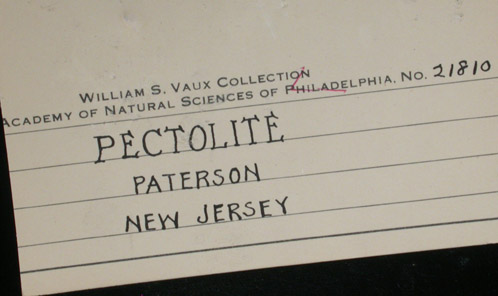 WILLIAM S. VAUX COLLECTION
ACADEMY OF NATURAL SCIENCES OF PHILADELPHIA, NO. 21810
PECTOLITE
PATERSON
NEW JERSEY